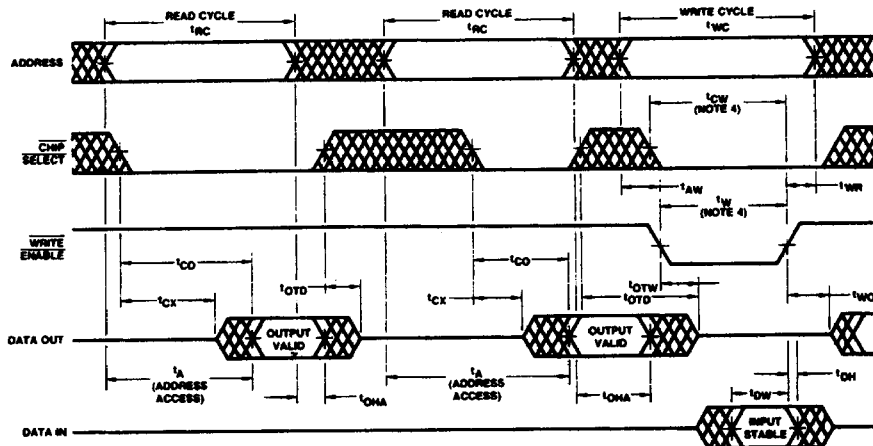 READ CYCLE
tRC
READ CYCLE
tRC
WRITE CYCLE
tWC
ADDRESS
tCW
(NOTE 4)
CHIP
SELECT
tAW
tW
(NOTE 4)
tWR
WRITE
ENABLE
tCO
tOTD
tCX
tCO
tCX
tOTW
tOTD
tWO
DATA OUT
OUTPUT
VALID
OUTPUT
VALID
tA
(ADDRESS
ACCESS)
tOHA
tA
(ADDRESS
ACCESS)
tOHA
tDH
tDW
DATA IN
INPUT
STABLE